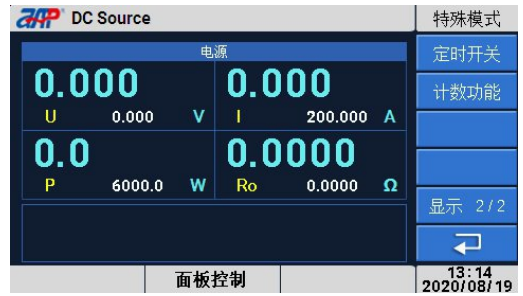 AAP DC Source
特殊模式
电源
定时开关
0.000 0.000
计数功能
U 0.000 V I 200.000 A
0.0 0.0000
P 6000.0 W Ro 0.0000 Ω
显示 2/2
面板控制
13:14
2020/08/19